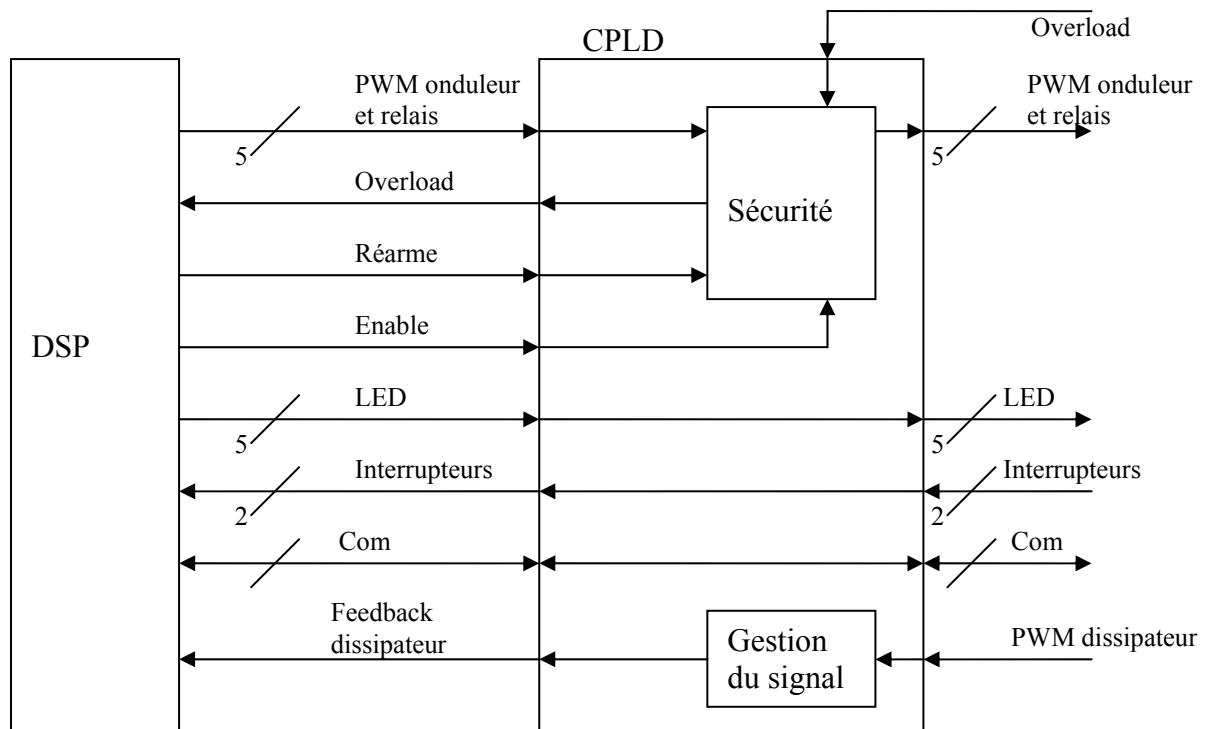 Overload
CPLD
PWM onduleur
et relais
PWM onduleur
et relais
5
5
Overload
Sécurité
Réarme
Enable
DSP
LED
LED
5
5
Interrupteurs
Interrupteurs
2
2
Com
Com
Feedback
dissipateur
Gestion
du signal
PWM dissipateur